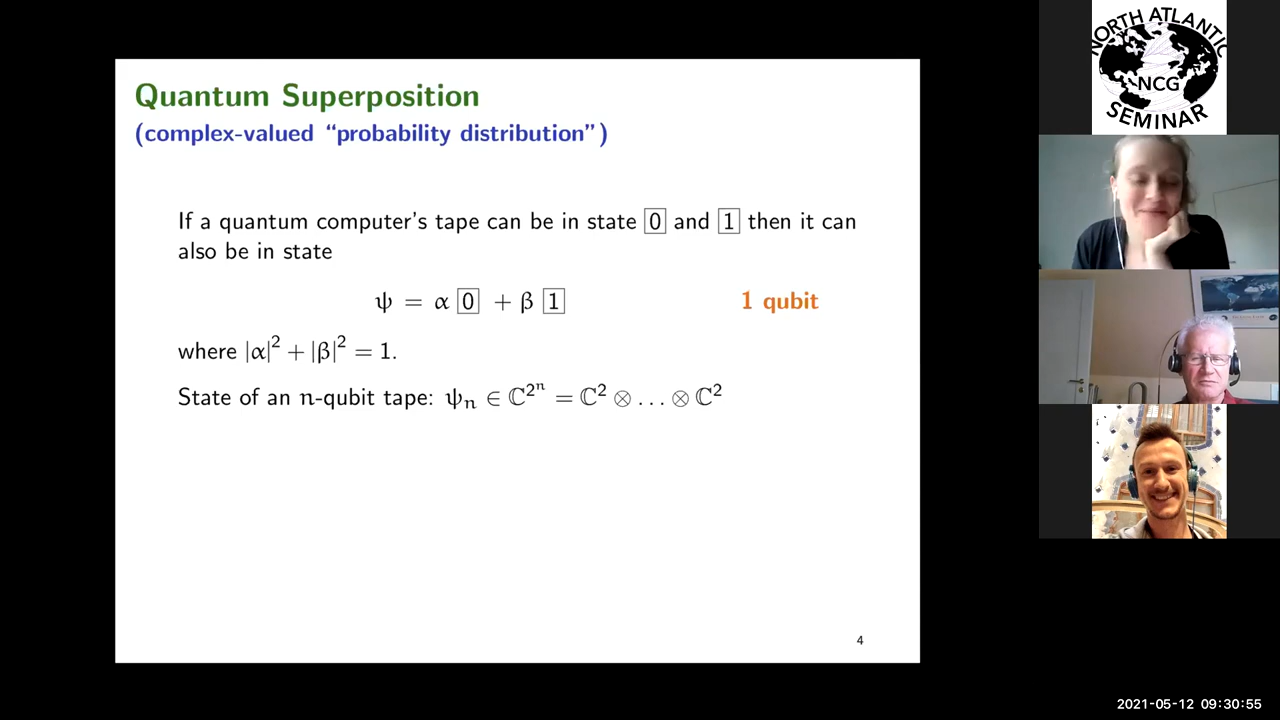 Quantum Superposition
(complex-valued “probability distribution”)
If a quantum computer’s tape can be in state 0 and 1 then it can
also be in state
ψ = α 0 + β 1 1 qubit
where |α|² + |β|² = 1.
State of an n-qubit tape: ψₙ ∈ ℂ^{2^n} = ℂ² ⊗ … ⊗ ℂ²
4
NORTH ATLANTIC
NCG
SEMINAR
2021-05-12 09:30:55